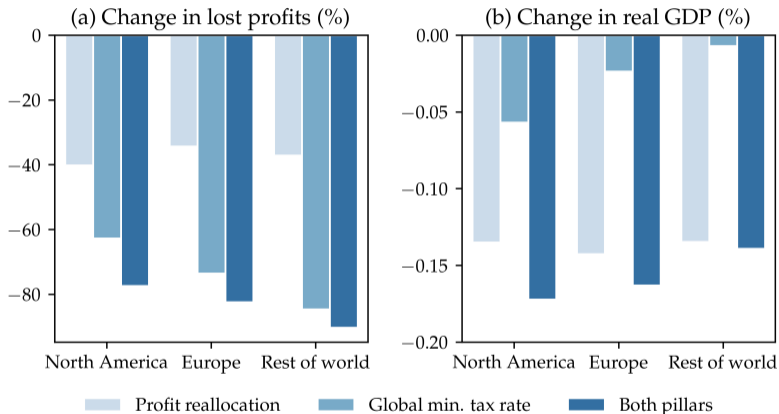 (a) Change in lost profits (%)
(b) Change in real GDP (%)
0
−20
−40
−60
−80
0.00
−0.05
−0.10
−0.15
−0.20
North America Europe Rest of world
North America Europe Rest of world
Profit reallocation Global min. tax rate Both pillars